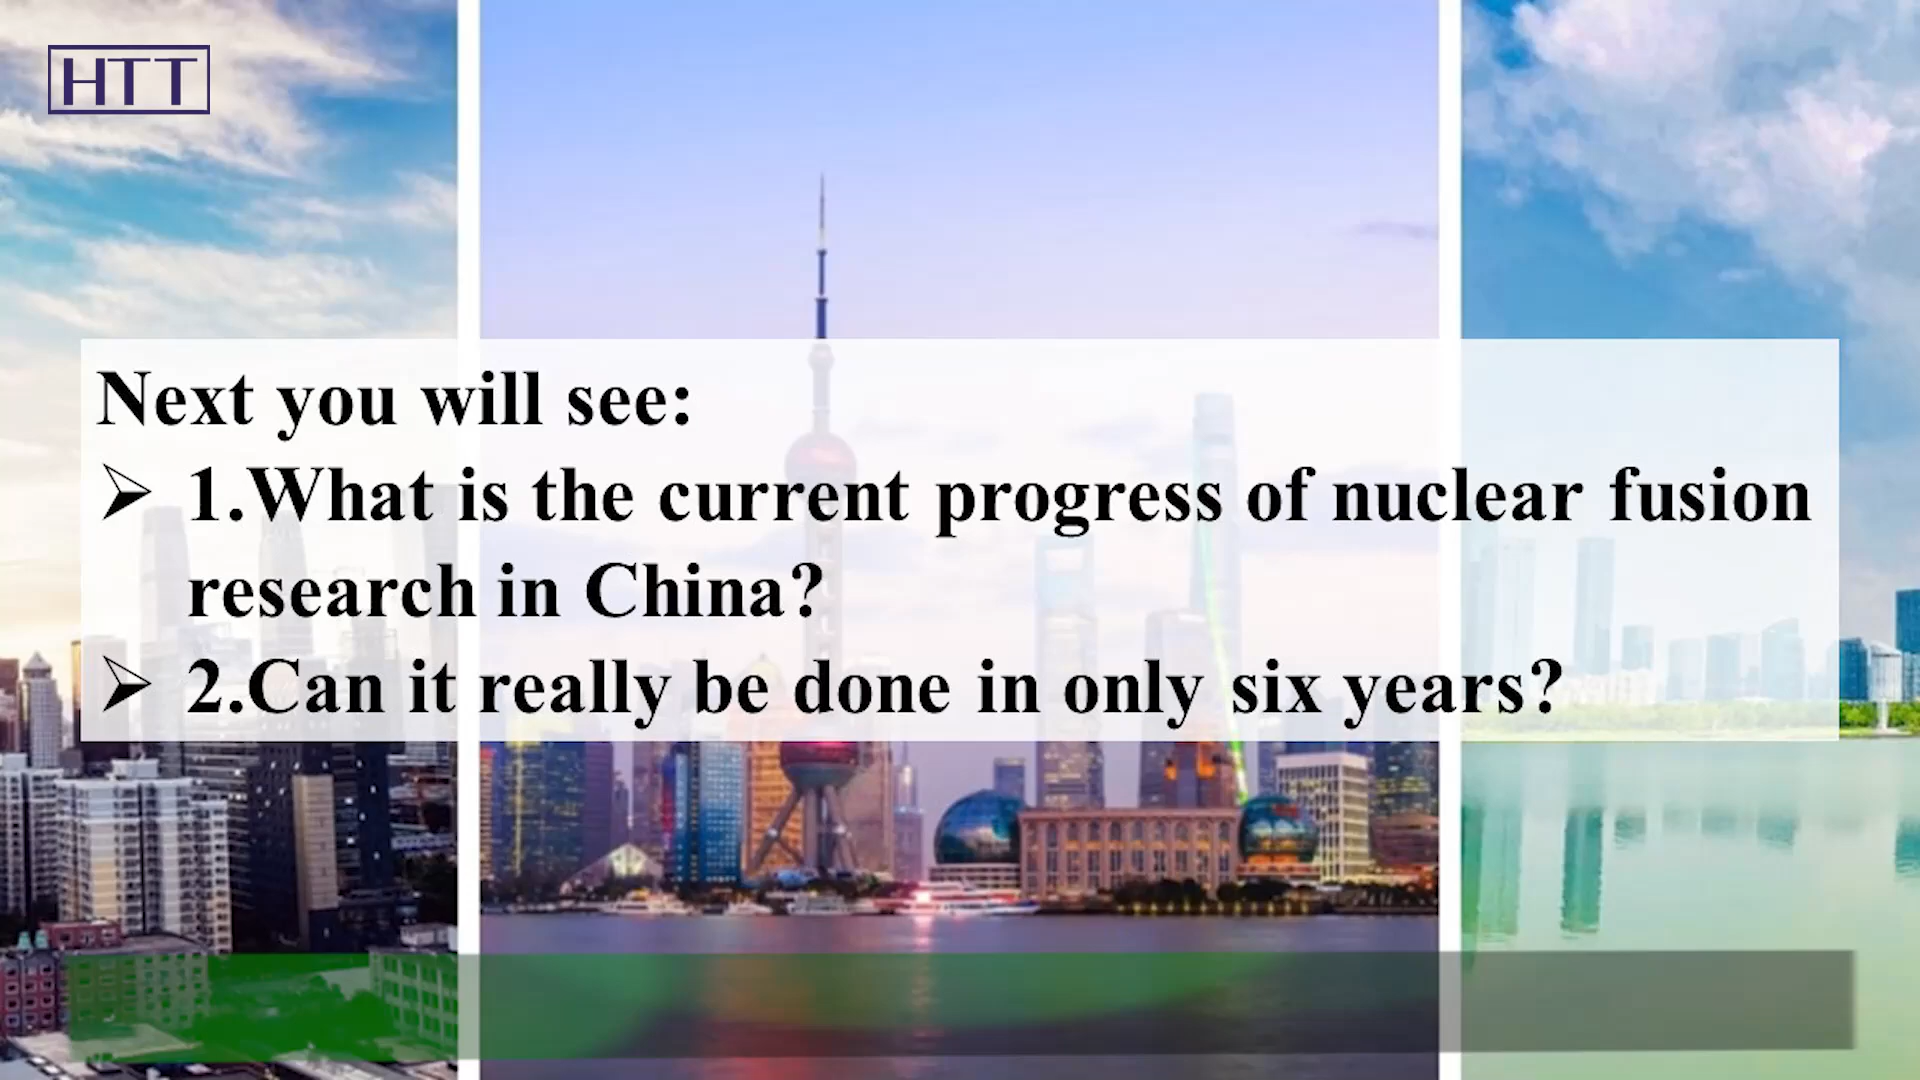 HTT
Next you will see:
➢ 1.What is the current progress of nuclear fusion
research in China?
➢ 2.Can it really be done in only six years?